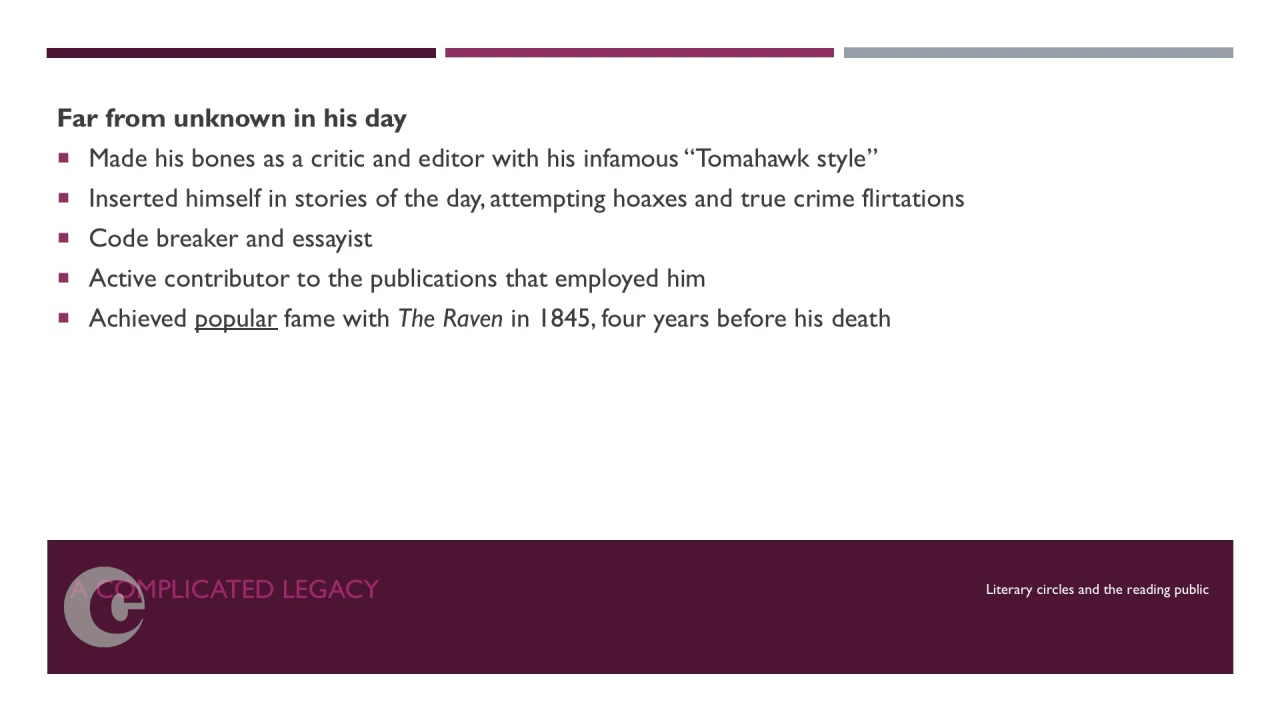 Far from unknown in his day
Made his bones as a critic and editor with his infamous “Tomahawk style”
Inserted himself in stories of the day, attempting hoaxes and true crime flirtations
Code breaker and essayist
Active contributor to the publications that employed him
Achieved popular fame with The Raven in 1845, four years before his death
A COMPLICATED LEGACY
Literary circles and the reading public